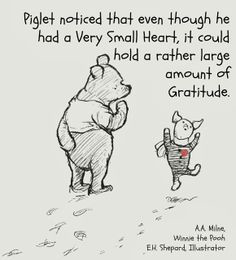 Piglet noticed that even though he
had a Very Small Heart, it could
hold a rather large
amount of
Gratitude.
A.A. Milne,
Winnie the Pooh
E.H. Shepard, Illustrator